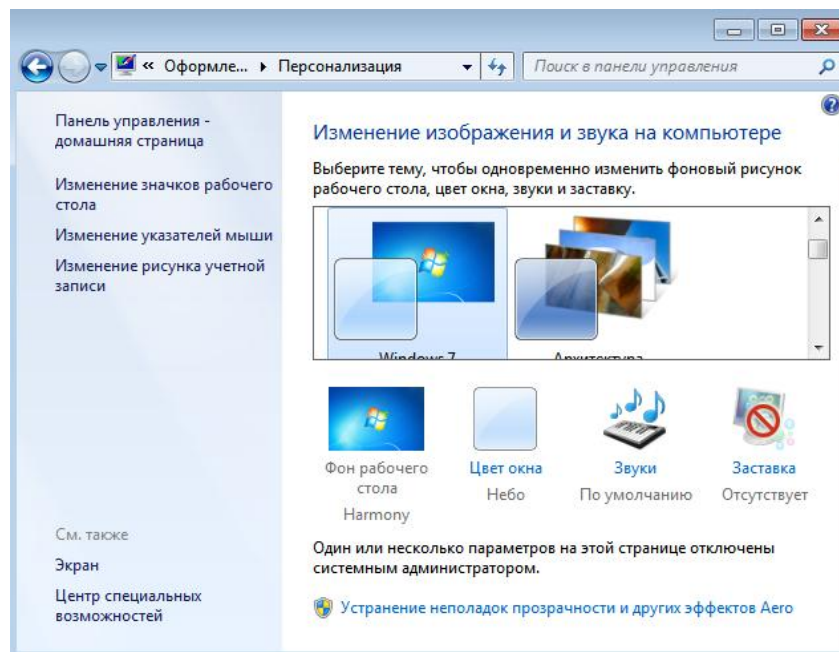 « Оформле... Персонализация
Поиск в панели управления
Панель управления -
домашняя страница
Изменение значков рабочего
стола
Изменение указателей мыши
Изменение рисунка учетной
записи
См. также
Экран
Центр специальных
возможностей
Изменение изображения и звука на компьютере
Выберите тему, чтобы одновременно изменить фоновый рисунок
рабочего стола, цвет окна, звуки и заставку.
Windows 7
Архитектура
Фон рабочего
стола
Harmony
Цвет окна
Небо
Звуки
По умолчанию
Заставка
Отсутствует
Один или несколько параметров на этой странице отключены
системным администратором.
Устранение неполадок прозрачности и других эффектов Aero